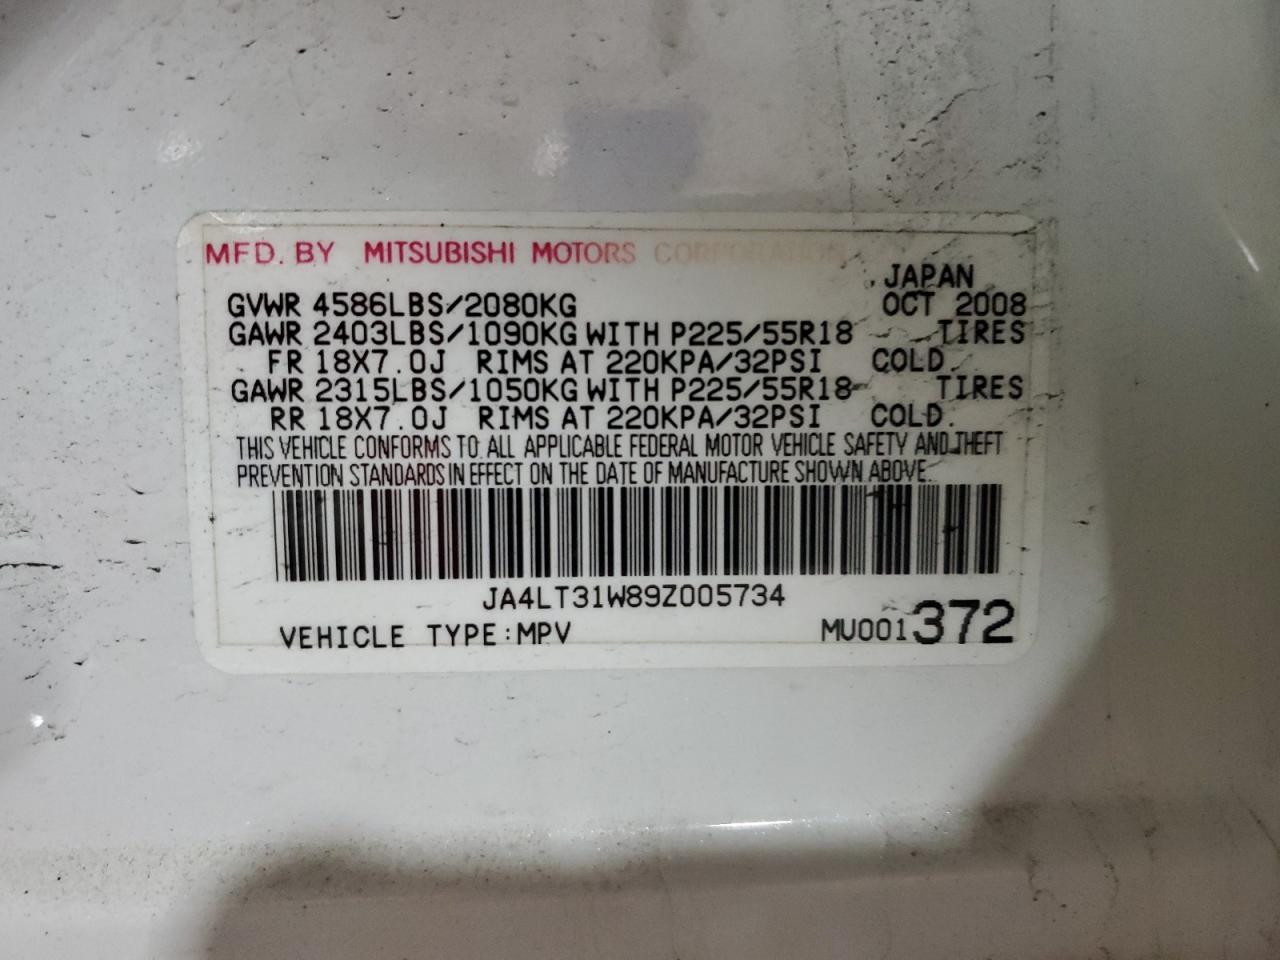 MFD. BY MITSUBISHI MOTORS CORPORATION
JAPAN
GVWR 4586LBS/2080KG OCT 2008
GAWR 2403LBS/1090KG WITH P225/55R18 TIRES
FR 18X7.0J RIMS AT 220KPA/32PSI COLD.
GAWR 2315LBS/1050KG WITH P225/55R18 TIRES
RR 18X7.0J RIMS AT 220KPA/32PSI COLD.
THIS VEHICLE CONFORMS TO ALL APPLICABLE FEDERAL MOTOR VEHICLE SAFETY AND THEFT
PREVENTION STANDARDS IN EFFECT ON THE DATE OF MANUFACTURE SHOWN ABOVE.
JA4LT31W89Z005734
VEHICLE TYPE:MPV MU001372